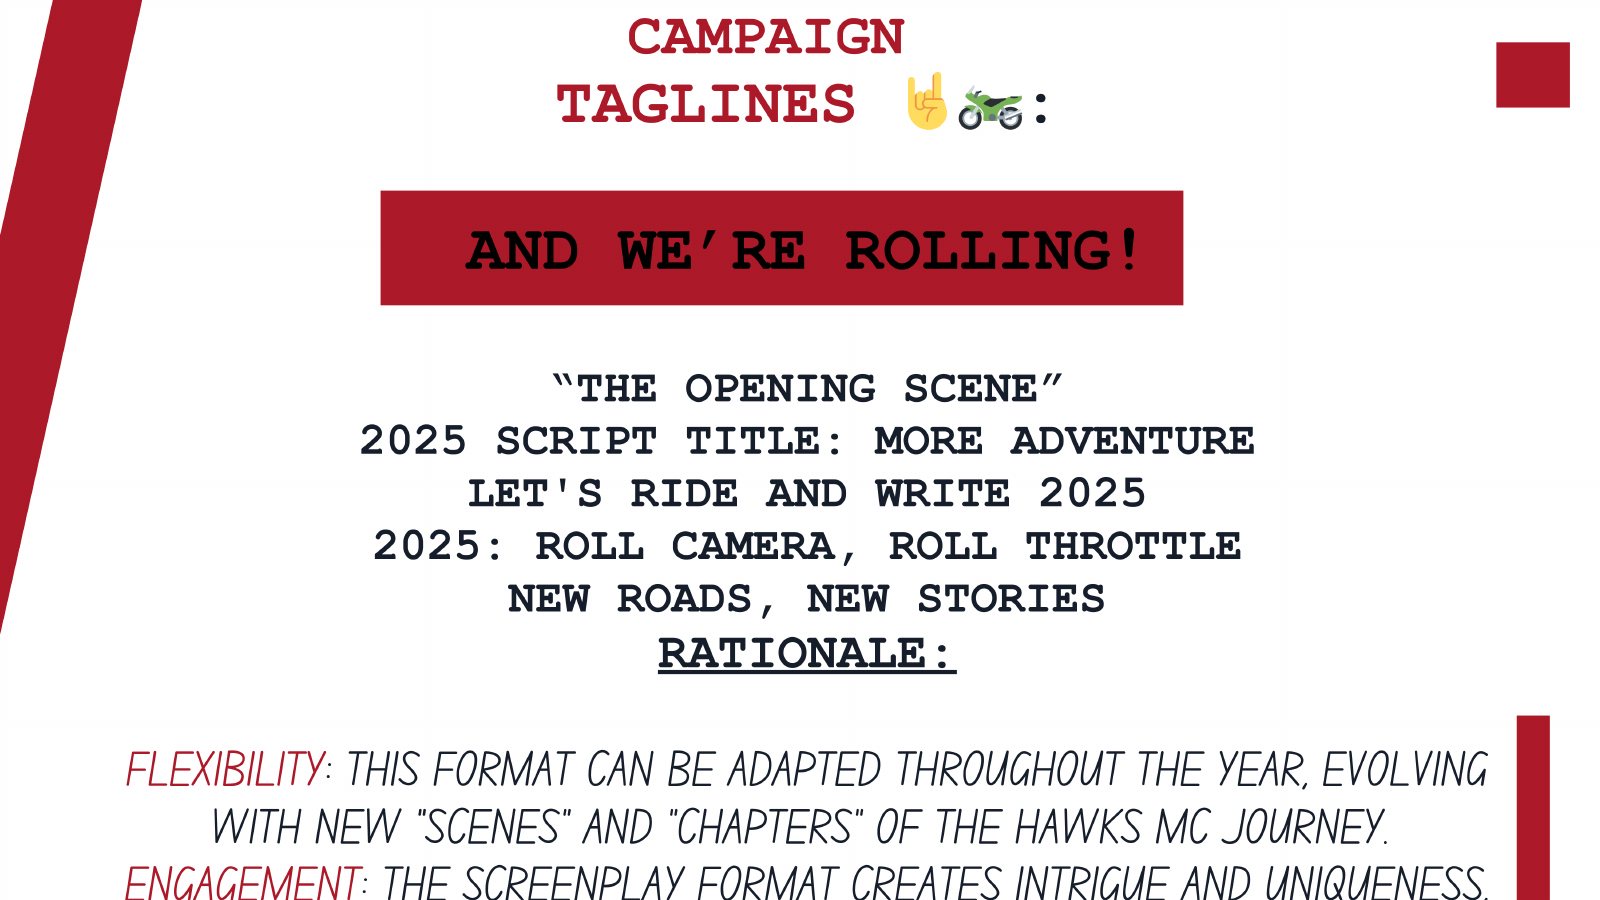 CAMPAIGN
TAGLINES 🤘🏍:
AND WE’RE ROLLING!
“THE OPENING SCENE”
2025 SCRIPT TITLE: MORE ADVENTURE
LET'S RIDE AND WRITE 2025
2025: ROLL CAMERA, ROLL THROTTLE
NEW ROADS, NEW STORIES
RATIONALE:
FLEXIBILITY: THIS FORMAT CAN BE ADAPTED THROUGHOUT THE YEAR, EVOLVING
WITH NEW "SCENES" AND "CHAPTERS" OF THE HAWKS MC JOURNEY.
ENGAGEMENT: THE SCREENPLAY FORMAT CREATES INTRIGUE AND UNIQUENESS.